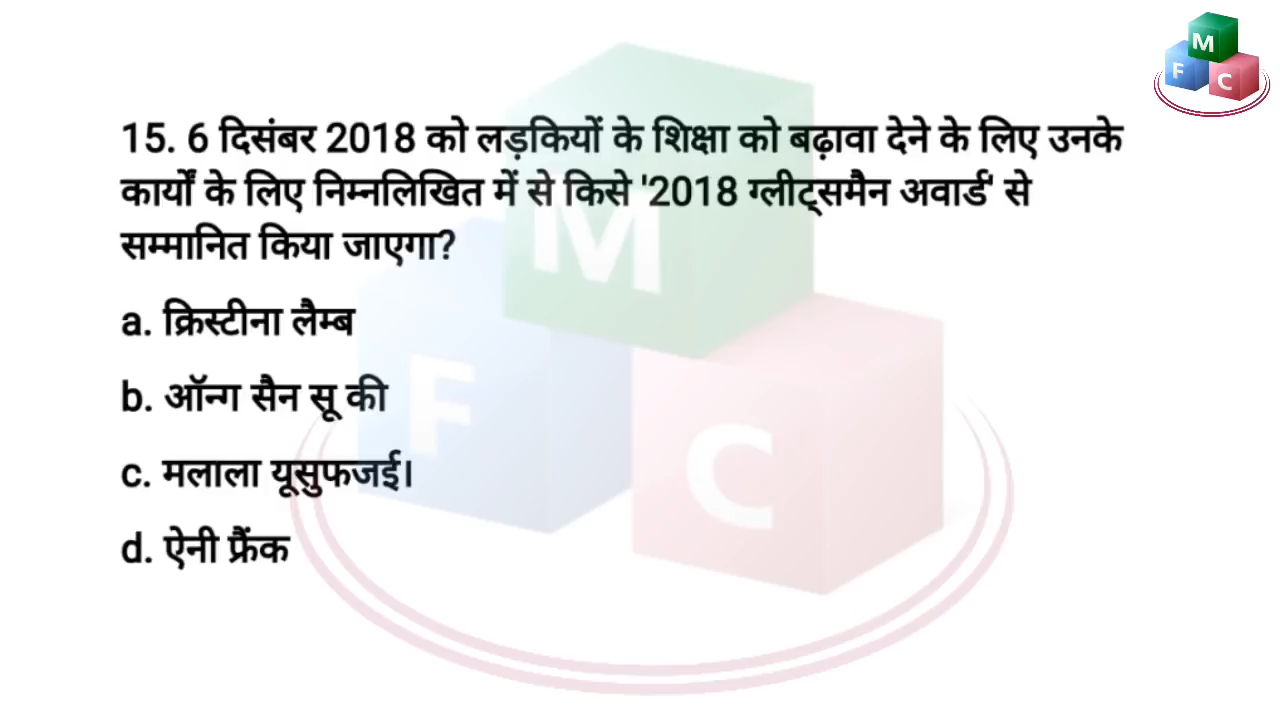 15. 6 दिसंबर 2018 को लड़कियों के शिक्षा को बढ़ावा देने के लिए उनके
कार्यों के लिए निम्नलिखित में से किसे '2018 ग्लीट्समैन अवार्ड' से
सम्मानित किया जाएगा?
a. क्रिस्टीना लैम्ब
b. ऑन्ग सैन सू की
c. मलाला यूसुफजई।
d. ऐनी फ्रैंक
M
F C
M
F
C